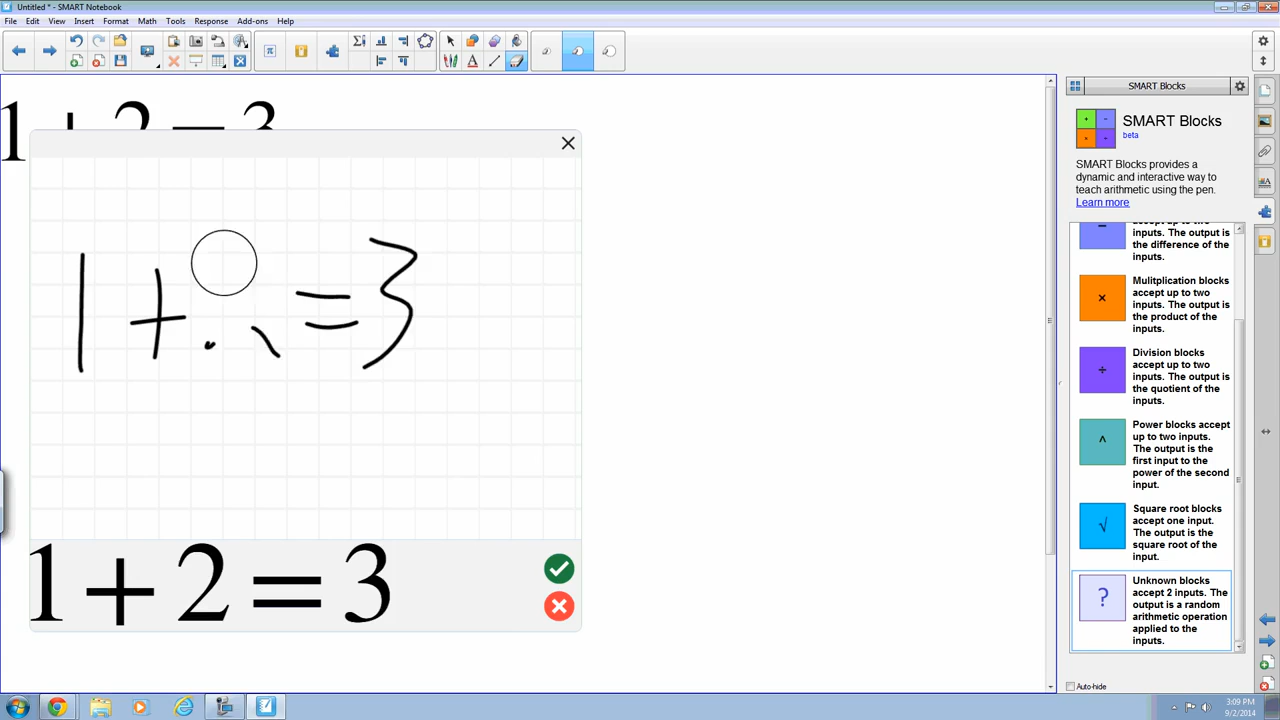 Untitled * - SMART Notebook
File Edit View Insert Format Math Tools Response Add-ons Help
1 + 2 = 3
1 + = 3
1 + 2 = 3
SMART Blocks
SMART Blocks
beta
SMART Blocks provides a
dynamic and interactive way to
teach arithmetic using the pen.
Learn more
accept up to two
inputs. The output is
the difference of the
inputs.
Mulitplication blocks
accept up to two
inputs. The output is
the product of the
inputs.
Division blocks
accept up to two
inputs. The output is
the quotient of the
inputs.
Power blocks accept
up to two inputs.
The output is the
first input to the
power of the second
input.
Square root blocks
accept one input.
The output is the
square root of the
input.
Unknown blocks
accept 2 inputs. The
output is a random
arithmetic operation
applied to the
inputs.
Auto-hide
3:09 PM
9/2/2014